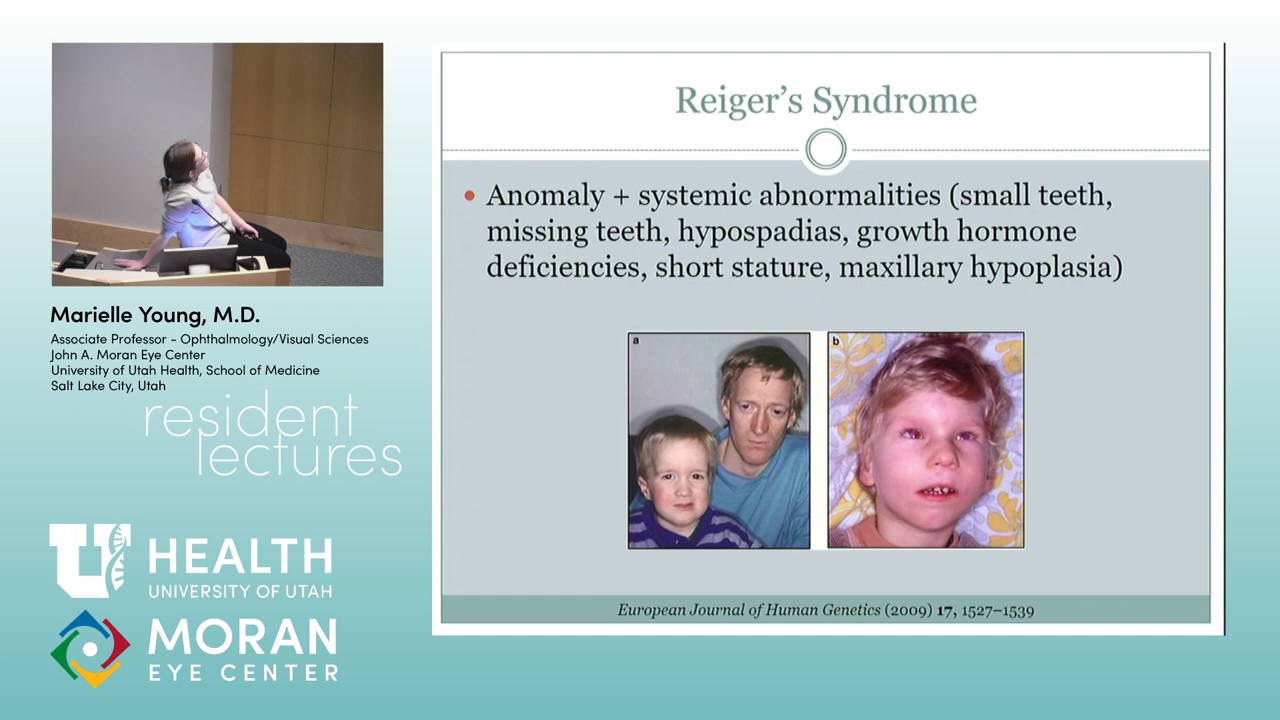 Marielle Young, M.D.
Associate Professor - Ophthalmology/Visual Sciences
John A. Moran Eye Center
University of Utah Health, School of Medicine
Salt Lake City, Utah
resident
lectures
U HEALTH
UNIVERSITY OF UTAH
MORAN
EYE CENTER
Reiger's Syndrome
• Anomaly + systemic abnormalities (small teeth,
missing teeth, hypospadias, growth hormone
deficiencies, short stature, maxillary hypoplasia)
a
b
European Journal of Human Genetics (2009) 17, 1527–1539